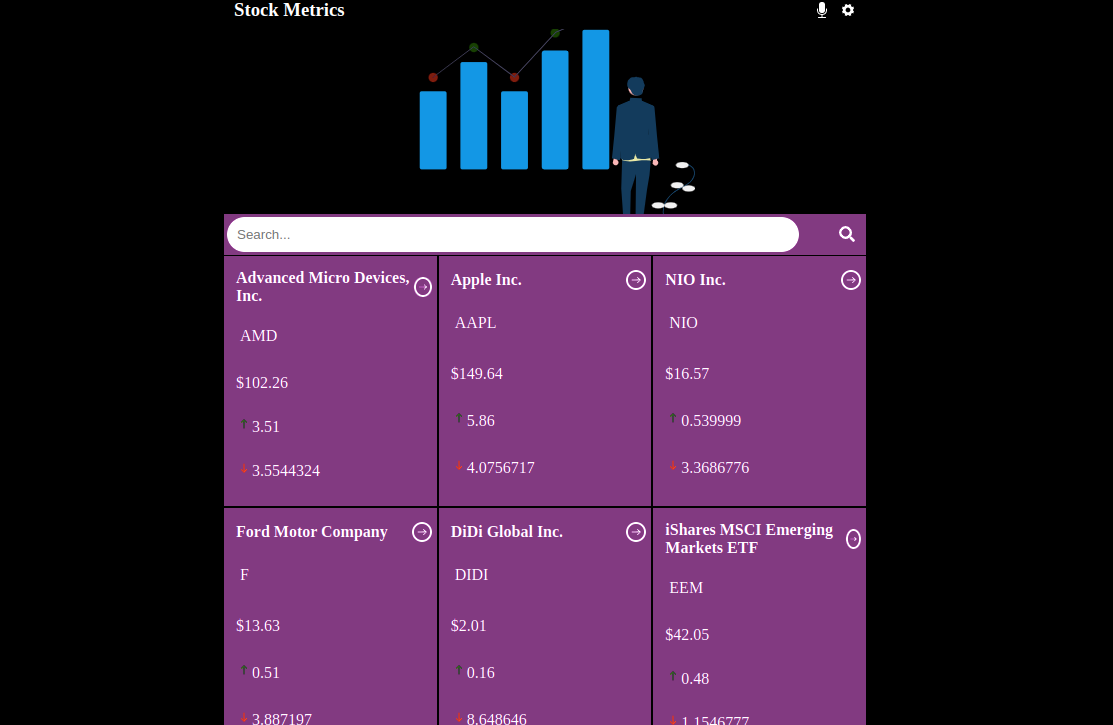 Stock Metrics
Search...
Advanced Micro Devices,
Inc.
AMD
$102.26
3.51
3.5544324
Apple Inc.
AAPL
$149.64
5.86
4.0756717
NIO Inc.
NIO
$16.57
0.539999
3.3686776
Ford Motor Company
F
$13.63
0.51
3.887197
DiDi Global Inc.
DIDI
$2.01
0.16
8.648646
iShares MSCI Emerging
Markets ETF
EEM
$42.05
0.48
1.1546777